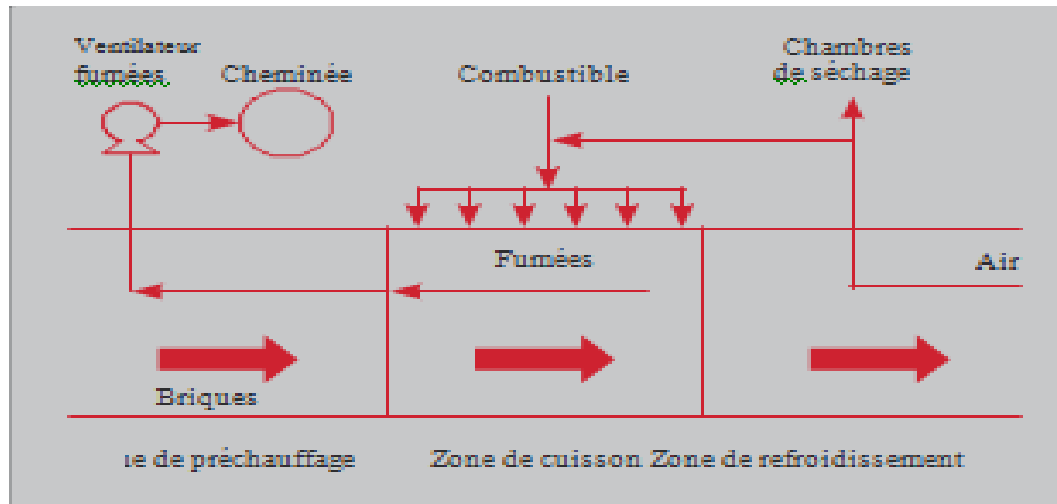 Ventilateur
fumées
Cheminée
Combustible
Chambres
de séchage
Fumées
Air
Briques
ıe de préchauffage
Zone de cuisson
Zone de refroidissement